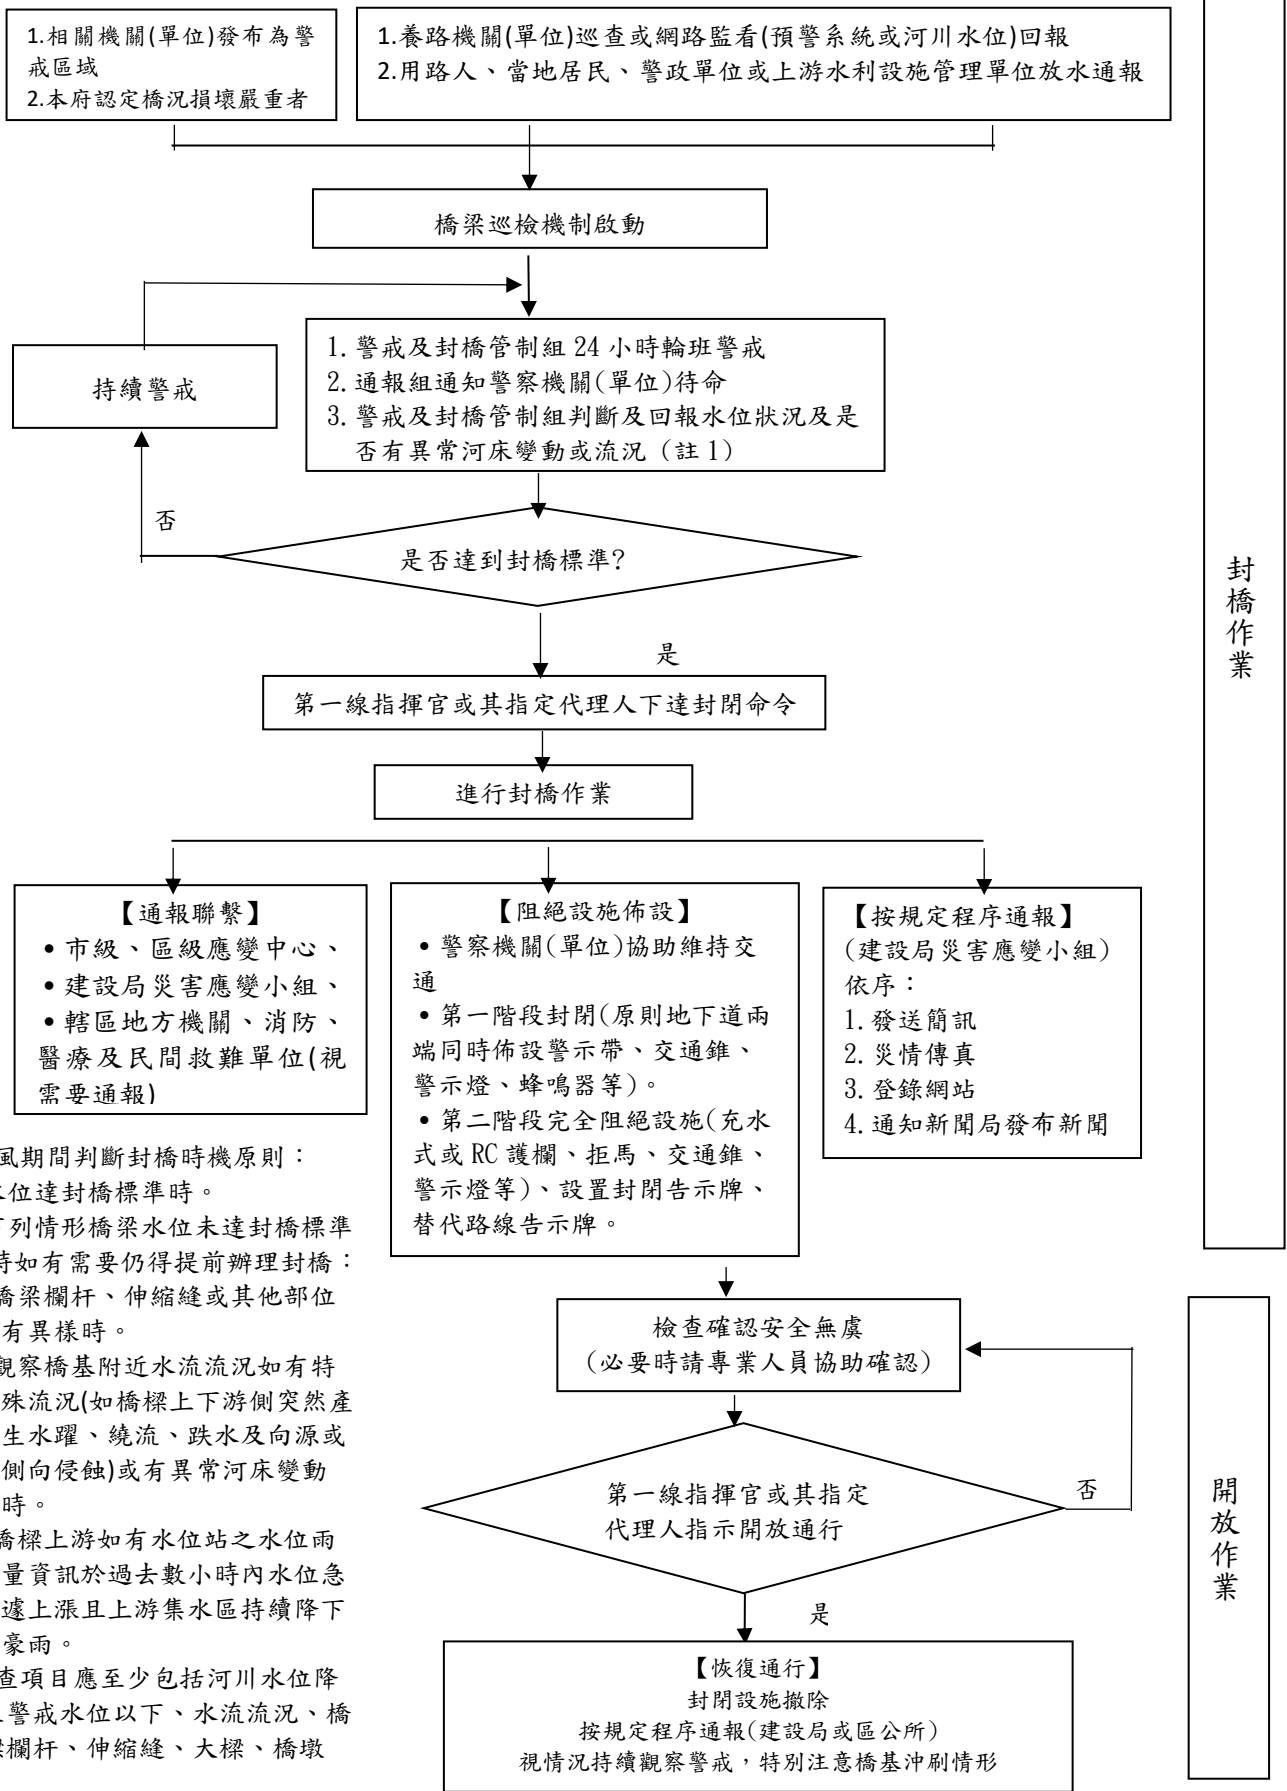 1.相關機關(單位)發布為警
戒區域
2.本府認定橋況損壞嚴重者
1.養路機關(單位)巡查或網路監看(預警系統或河川水位)回報
2.用路人、當地居民、警政單位或上游水利設施管理單位放水通報
橋梁巡檢機制啟動
持續警戒
1. 警戒及封橋管制組 24 小時輪班警戒
2. 通報組通知警察機關(單位)待命
3. 警戒及封橋管制組判斷及回報水位狀況及是
否有異常河床變動或流況（註 1）
否
是否達到封橋標準?
是
第一線指揮官或其指定代理人下達封閉命令
進行封橋作業
【通報聯繫】
• 市級、區級應變中心、
• 建設局災害應變小組、
• 轄區地方機關、消防、
醫療及民間救難單位(視
需要通報)
【阻絕設施佈設】
• 警察機關(單位)協助維持交
通
• 第一階段封閉(原則地下道兩
端同時佈設警示帶、交通錐、
警示燈、蜂鳴器等)。
• 第二階段完全阻絕設施(充水
式或 RC 護欄、拒馬、交通錐、
警示燈等)、設置封閉告示牌、
替代路線告示牌。
【按規定程序通報】
(建設局災害應變小組)
依序：
1. 發送簡訊
2. 災情傳真
3. 登錄網站
4. 通知新聞局發布新聞
封橋作業
風期間判斷封橋時機原則：
水位達封橋標準時。
下列情形橋梁水位未達封橋標準
時如有需要仍得提前辦理封橋：
橋梁欄杆、伸縮縫或其他部位
有異樣時。
觀察橋基附近水流流況如有特
殊流況(如橋樑上下游側突然產
生水躍、繞流、跌水及向源或
側向侵蝕)或有異常河床變動
時。
橋樑上游如有水位站之水位雨
量資訊於過去數小時內水位急
遽上漲且上游集水區持續降下
豪雨。
查項目應至少包括河川水位降
警戒水位以下、水流流況、橋
樑欄杆、伸縮縫、大樑、橋墩
檢查確認安全無虞
(必要時請專業人員協助確認)
第一線指揮官或其指定
代理人指示開放通行
否
是
【恢復通行】
封閉設施撤除
按規定程序通報(建設局或區公所)
視情況持續觀察警戒，特別注意橋基沖刷情形
開放作業